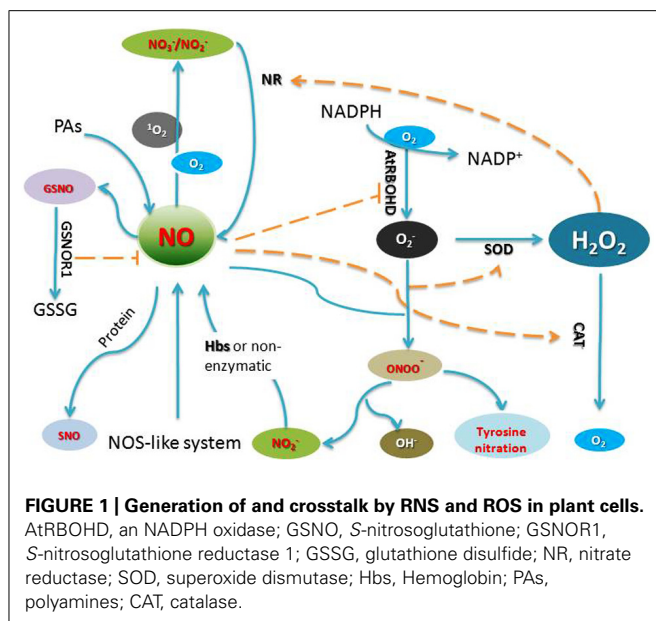 NO₃⁻/NO₂⁻
NR
NADPH
PAs
¹O₂
O₂
O₂
NADP⁺
AtRBOHD
GSNO
NO
GSNOR1
O₂⁻
SOD
H₂O₂
GSSG
Protein
Hbs or non-
enzymatic
CAT
ONOO⁻
SNO
NOS-like system
NO₂⁻
OH⁻
Tyrosine
nitration
O₂
FIGURE 1 | Generation of and crosstalk by RNS and ROS in plant cells.
AtRBOHD, an NADPH oxidase; GSNO, S-nitrosoglutathione; GSNOR1,
S-nitrosoglutathione reductase 1; GSSG, glutathione disulfide; NR, nitrate
reductase; SOD, superoxide dismutase; Hbs, Hemoglobin; PAs,
polyamines; CAT, catalase.